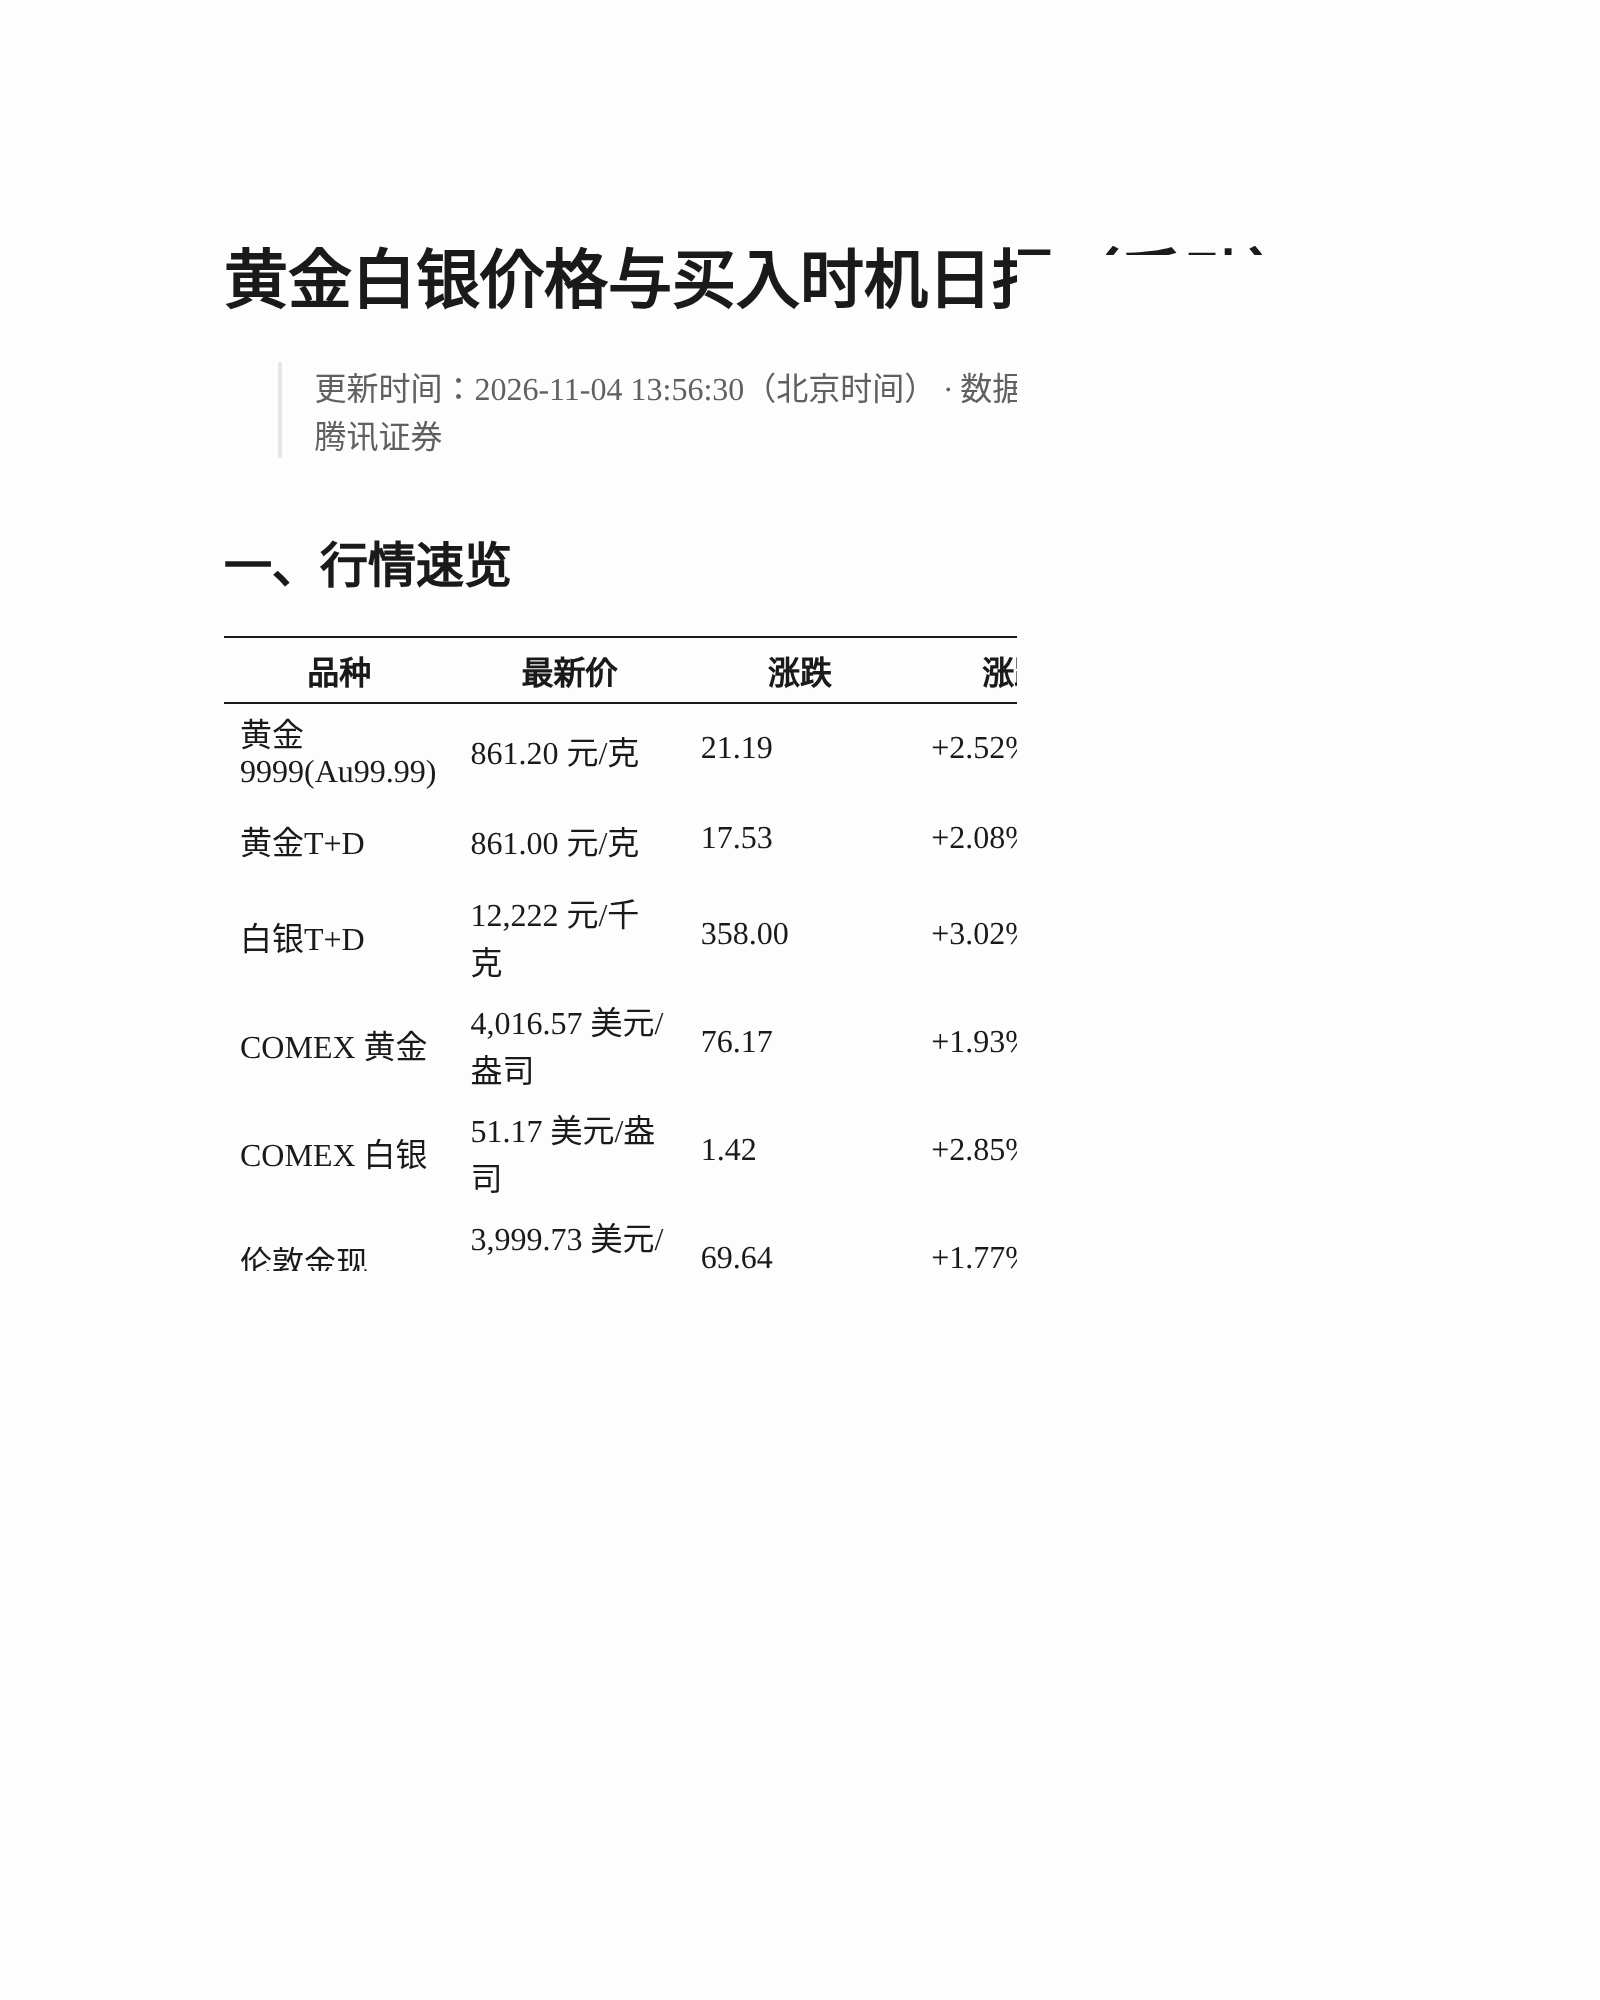 黄金白银价格与买入时机日
更新时间：2026-11-04 13:56:30（北京时间） · 数据
腾讯证券
一、行情速览
品种 最新价 涨跌 涨
黄金 9999(Au99.99) 861.20 元/克 21.19 +2.52%
黄金T+D 861.00 元/克 17.53 +2.08%
白银T+D 12,222 元/千克 358.00 +3.02%
COMEX 黄金 4,016.57 美元/盎司 76.17 +1.93%
COMEX 白银 51.17 美元/盎司 1.42 +2.85%
伦敦金现 3,999.73 美元/ 69.64 +1.77%